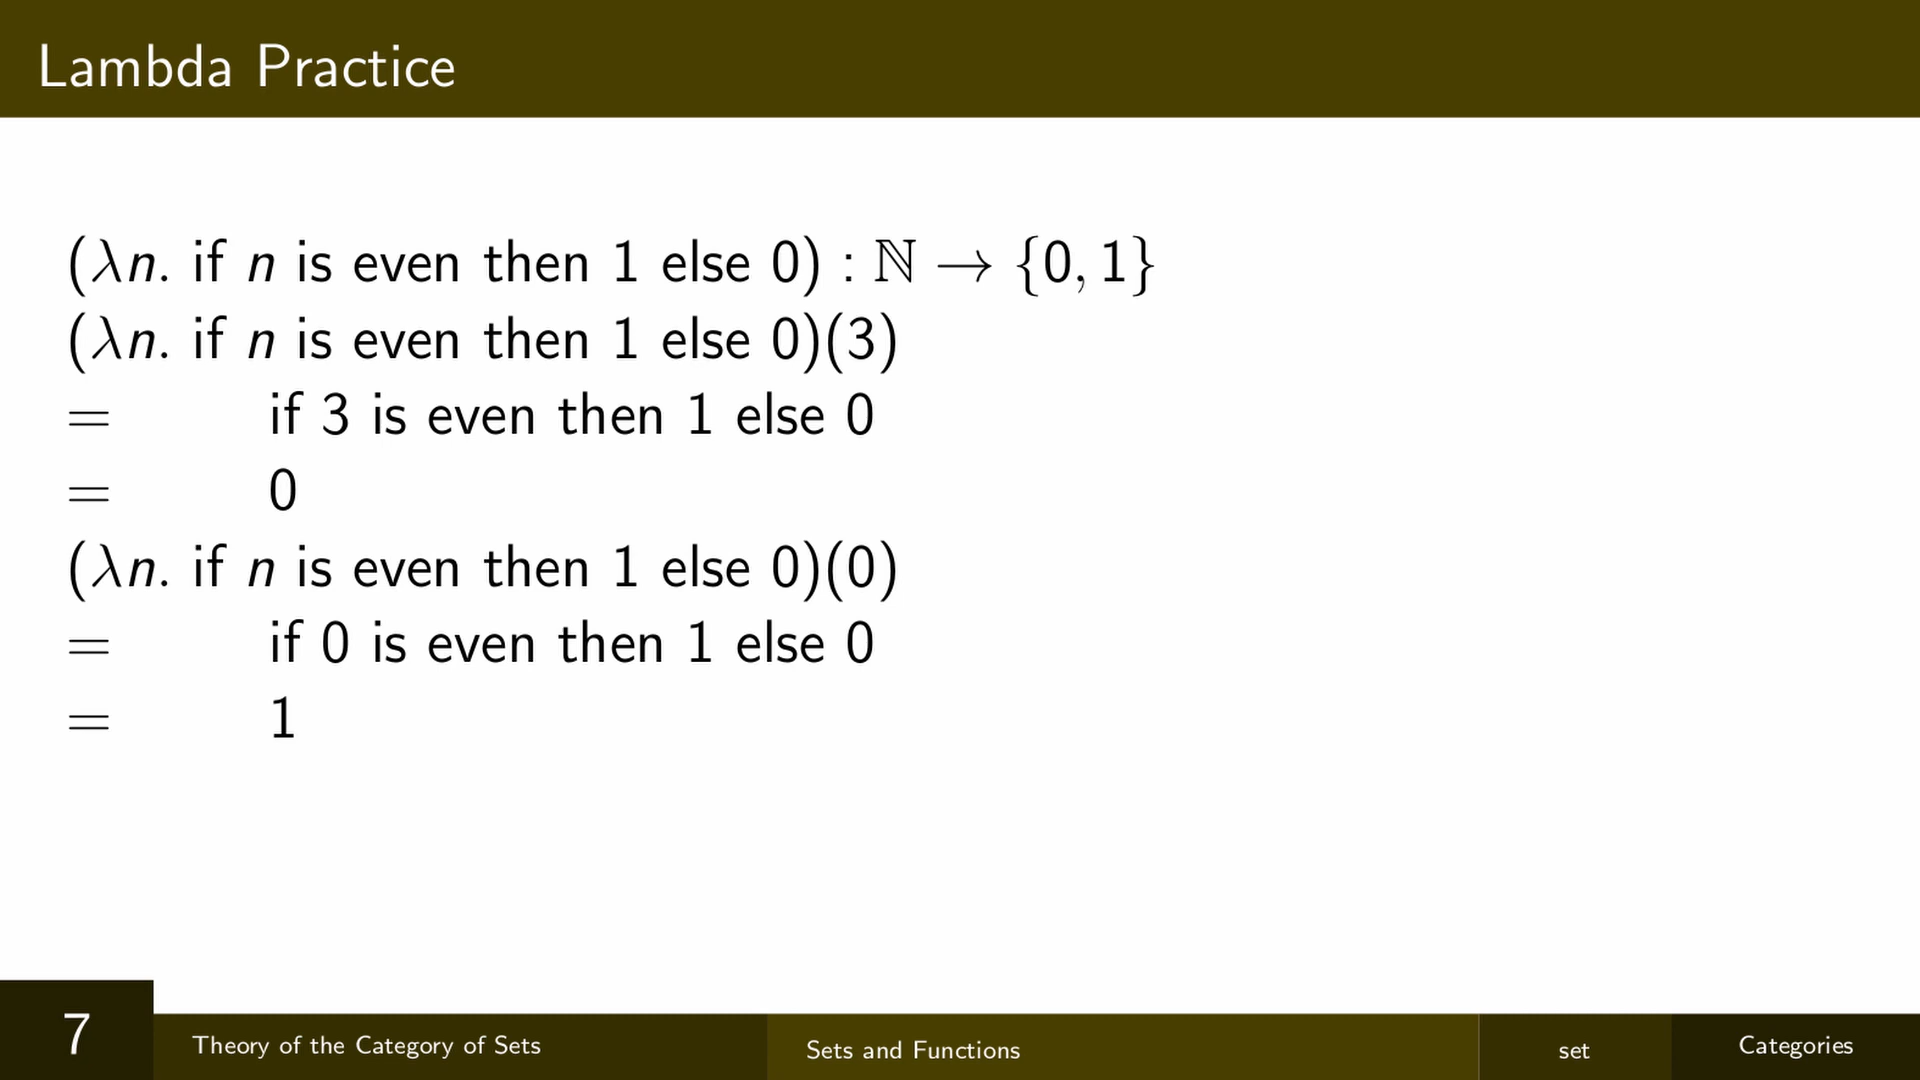 Lambda Practice
(λn. if n is even then 1 else 0) : ℕ → {0, 1}
(λn. if n is even then 1 else 0)(3)
= if 3 is even then 1 else 0
= 0
(λn. if n is even then 1 else 0)(0)
= if 0 is even then 1 else 0
= 1
7 Theory of the Category of Sets Sets and Functions set Categories